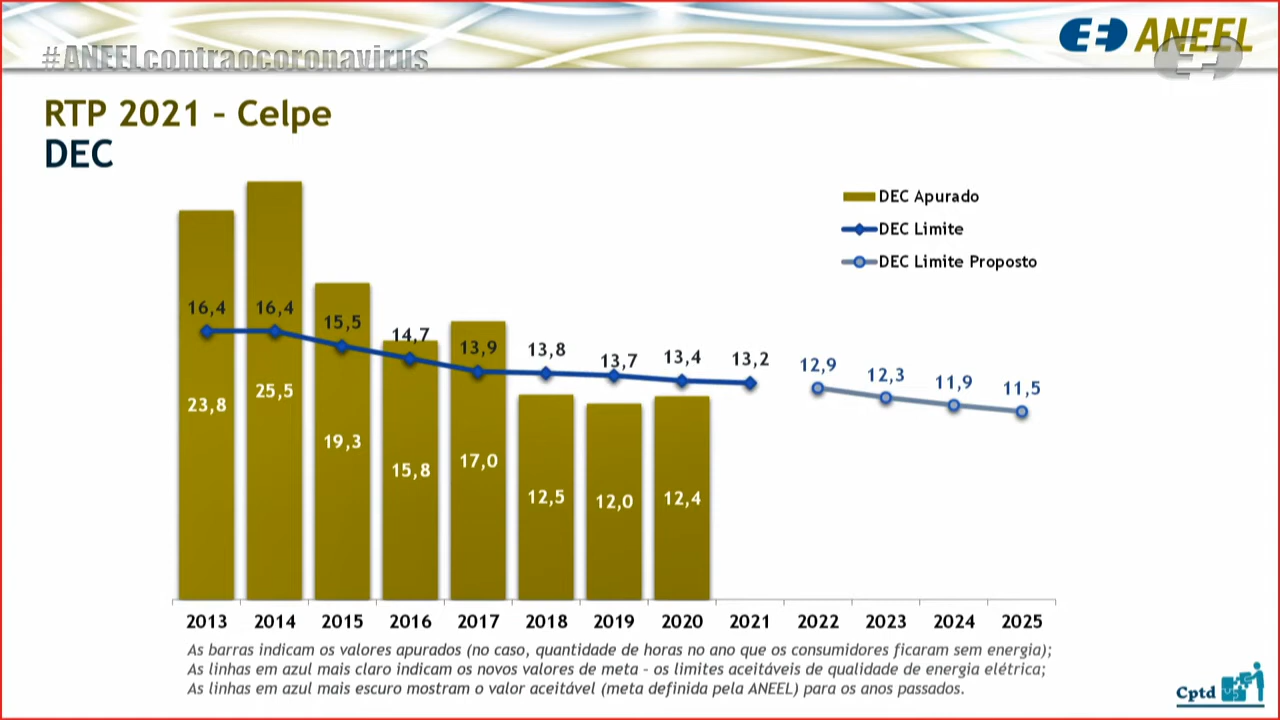 #ANEELcontraocoronavirus
ANEEL
RTP 2021 – Celpe
DEC
DEC Apurado
DEC Limite
DEC Limite Proposto
16,4 16,4 15,5 14,7 13,9 13,8 13,7 13,4 13,2 12,9 12,3 11,9 11,5
23,8 25,5 19,3 15,8 17,0 12,5 12,0 12,4
2013 2014 2015 2016 2017 2018 2019 2020 2021 2022 2023 2024 2025
As barras indicam os valores apurados (no caso, quantidade de horas no ano que os consumidores ficaram sem energia);
As linhas em azul mais claro indicam os novos valores de meta – os limites aceitáveis de qualidade de energia elétrica;
As linhas em azul mais escuro mostram o valor aceitável (meta definida pela ANEEL) para os anos passados.
Cptd